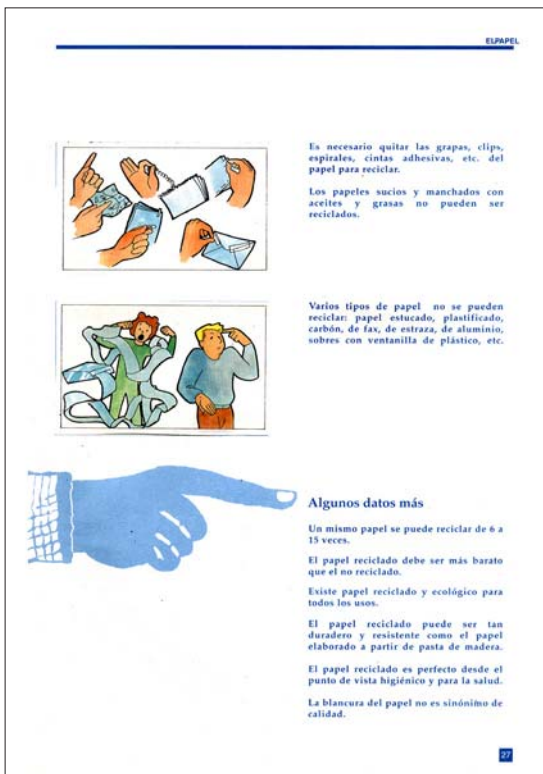 ELPAPEL
Es necesario quitar las grapas, clips,
espirales, cintas adhesivas, etc. del
papel para reciclar.
Los papeles sucios y manchados con
aceites y grasas no pueden ser
reciclados.
Varios tipos de papel no se pueden
reciclar: papel estucado, plastificado,
carbón, de fax, de estraza, de aluminio,
sobres con ventanilla de plástico, etc.
Algunos datos más
Un mismo papel se puede reciclar de 6 a
15 veces.
El papel reciclado debe ser más barato
que el no reciclado.
Existe papel reciclado y ecológico para
todos los usos.
El papel reciclado puede ser tan
duradero y resistente como el papel
elaborado a partir de pasta de madera.
El papel reciclado es perfecto desde el
punto de vista higiénico y para la salud.
La blancura del papel no es sinónimo de
calidad.
27